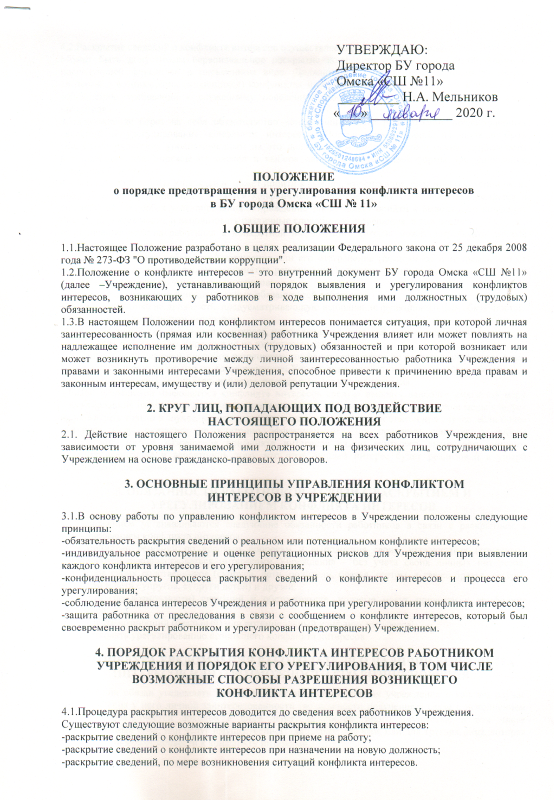 УТВЕРЖДАЮ:
Директор БУ города
Омска «СШ №11»
Н.А. Мельников
«10» января 2020 г.
ПОЛОЖЕНИЕ
о порядке предотвращения и урегулирования конфликта интересов
в БУ города Омска «СШ № 11»
1. ОБЩИЕ ПОЛОЖЕНИЯ
1.1.Настоящее Положение разработано в целях реализации Федерального закона от 25 декабря 2008
года № 273-ФЗ "О противодействии коррупции".
1.2.Положение о конфликте интересов – это внутренний документ БУ города Омска «СШ №11»
(далее –Учреждение), устанавливающий порядок выявления и урегулирования конфликтов
интересов, возникающих у работников в ходе выполнения ими должностных (трудовых)
обязанностей.
1.3.В настоящем Положении под конфликтом интересов понимается ситуация, при которой личная
заинтересованность (прямая или косвенная) работника Учреждения влияет или может повлиять на
надлежащее исполнение им должностных (трудовых) обязанностей и при которой возникает или
может возникнуть противоречие между личной заинтересованностью работника Учреждения и
правами и законными интересами Учреждения, способное привести к причинению вреда правам и
законным интересам, имуществу и (или) деловой репутации Учреждения.
2. КРУГ ЛИЦ, ПОПАДАЮЩИХ ПОД ВОЗДЕЙСТВИЕ
НАСТОЯЩЕГО ПОЛОЖЕНИЯ
2.1. Действие настоящего Положения распространяется на всех работников Учреждения, вне
зависимости от уровня занимаемой ими должности и на физических лиц, сотрудничающих с
Учреждением на основе гражданско-правовых договоров.
3. ОСНОВНЫЕ ПРИНЦИПЫ УПРАВЛЕНИЯ КОНФЛИКТОМ
ИНТЕРЕСОВ В УЧРЕЖДЕНИИ
3.1.В основу работы по управлению конфликтом интересов в Учреждении положены следующие
принципы:
-обязательность раскрытия сведений о реальном или потенциальном конфликте интересов;
-индивидуальное рассмотрение и оценке репутационных рисков для Учреждения при выявлении
каждого конфликта интересов и его урегулирования;
-конфиденциальность процесса раскрытия сведений о конфликте интересов и процесса его
урегулирования;
-соблюдение баланса интересов Учреждения и работника при урегулировании конфликта интересов;
-защита работника от преследования в связи с сообщением о конфликте интересов, который был
своевременно раскрыт работником и урегулирован (предотвращен) Учреждением.
4. ПОРЯДОК РАСКРЫТИЯ КОНФЛИКТА ИНТЕРЕСОВ РАБОТНИКОМ
УЧРЕЖДЕНИЯ И ПОРЯДОК ЕГО УРЕГУЛИРОВАНИЯ, В ТОМ ЧИСЛЕ
ВОЗМОЖНЫЕ СПОСОБЫ РАЗРЕШЕНИЯ ВОЗНИКЩЕГО
КОНФЛИКТА ИНТЕРЕСОВ
4.1.Процедура раскрытия интересов доводится до сведения всех работников Учреждения.
Существуют следующие возможные варианты раскрытия конфликта интересов:
-раскрытие сведений о конфликте интересов при приеме на работу;
-раскрытие сведений о конфликте интересов при назначении на новую должность;
-раскрытие сведений, по мере возникновения ситуаций конфликта интересов.